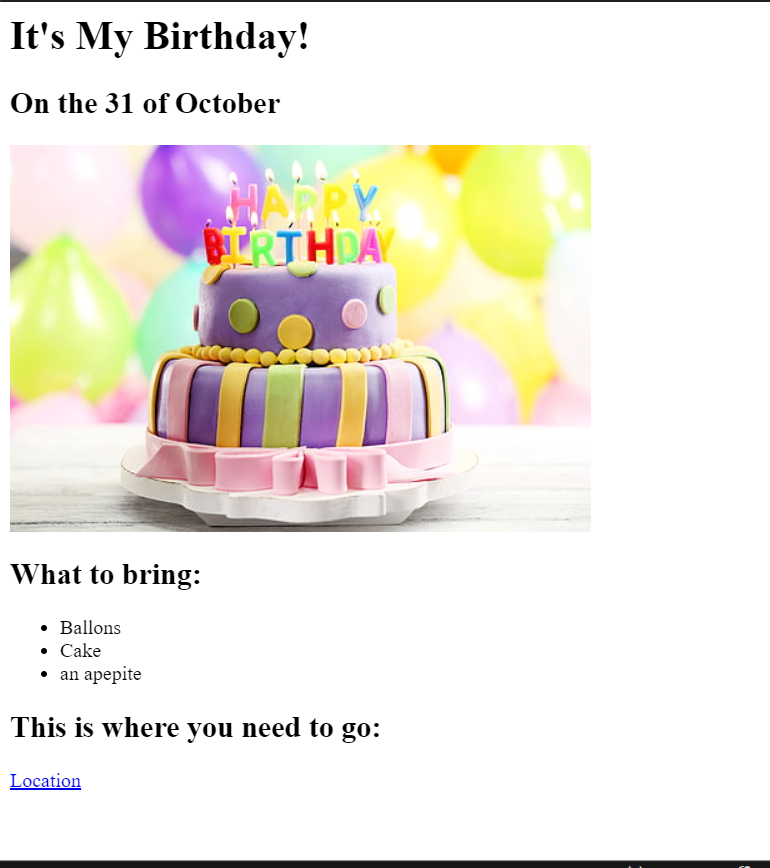 It's My Birthday!
On the 31 of October
HAPPY
BIRTHDAY
What to bring:
Ballons
Cake
an apepite
This is where you need to go:
Location